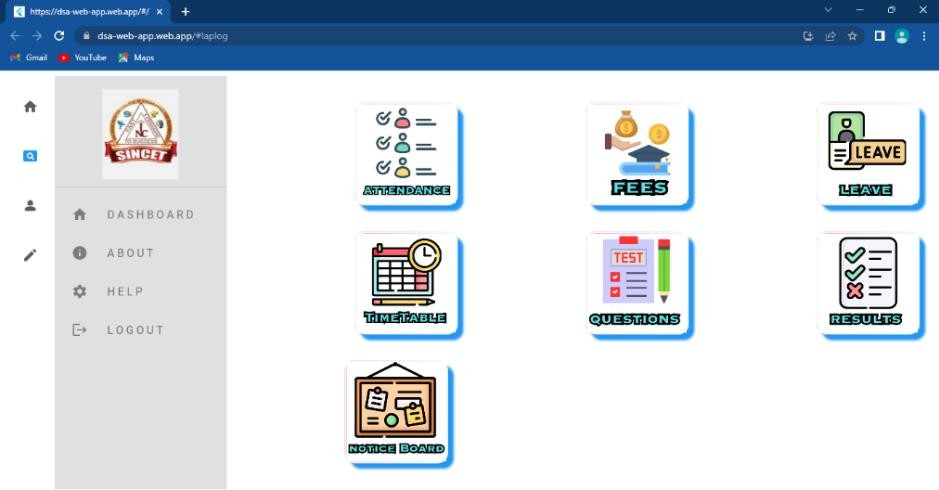 https://dsa-web-app.web.app/#/
dsa-web-app.web.app/#laplog
Gmail YouTube Maps
SINCET
DASHBOARD
ABOUT
HELP
LOGOUT
ATTENDANCE
FEES
LEAVE
LEAVE
TIMETABLE
TEST
QUESTIONS
RESULTS
NOTICE BOARD